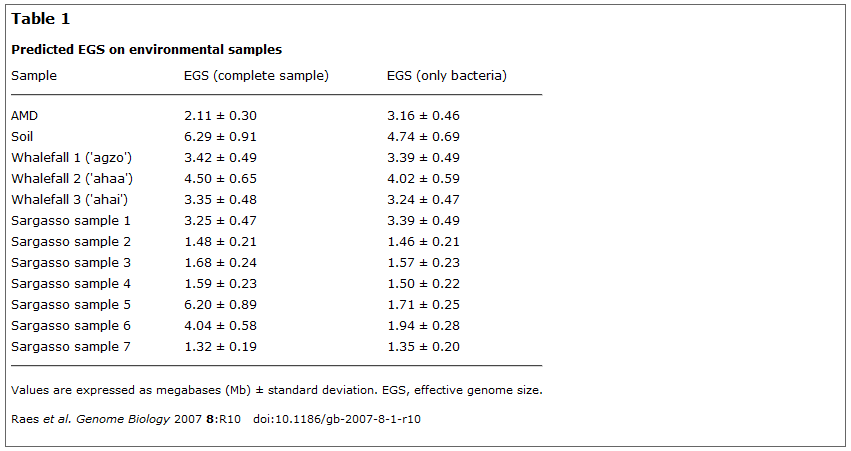 Table 1
Predicted EGS on environmental samples
Sample EGS (complete sample) EGS (only bacteria)
AMD 2.11 ± 0.30 3.16 ± 0.46
Soil 6.29 ± 0.91 4.74 ± 0.69
Whalefall 1 ('agzo') 3.42 ± 0.49 3.39 ± 0.49
Whalefall 2 ('ahaa') 4.50 ± 0.65 4.02 ± 0.59
Whalefall 3 ('ahai') 3.35 ± 0.48 3.24 ± 0.47
Sargasso sample 1 3.25 ± 0.47 3.39 ± 0.49
Sargasso sample 2 1.48 ± 0.21 1.46 ± 0.21
Sargasso sample 3 1.68 ± 0.24 1.57 ± 0.23
Sargasso sample 4 1.59 ± 0.23 1.50 ± 0.22
Sargasso sample 5 6.20 ± 0.89 1.71 ± 0.25
Sargasso sample 6 4.04 ± 0.58 1.94 ± 0.28
Sargasso sample 7 1.32 ± 0.19 1.35 ± 0.20
Values are expressed as megabases (Mb) ± standard deviation. EGS, effective genome size.
Raes et al. Genome Biology 2007 8:R10 doi:10.1186/gb-2007-8-1-r10